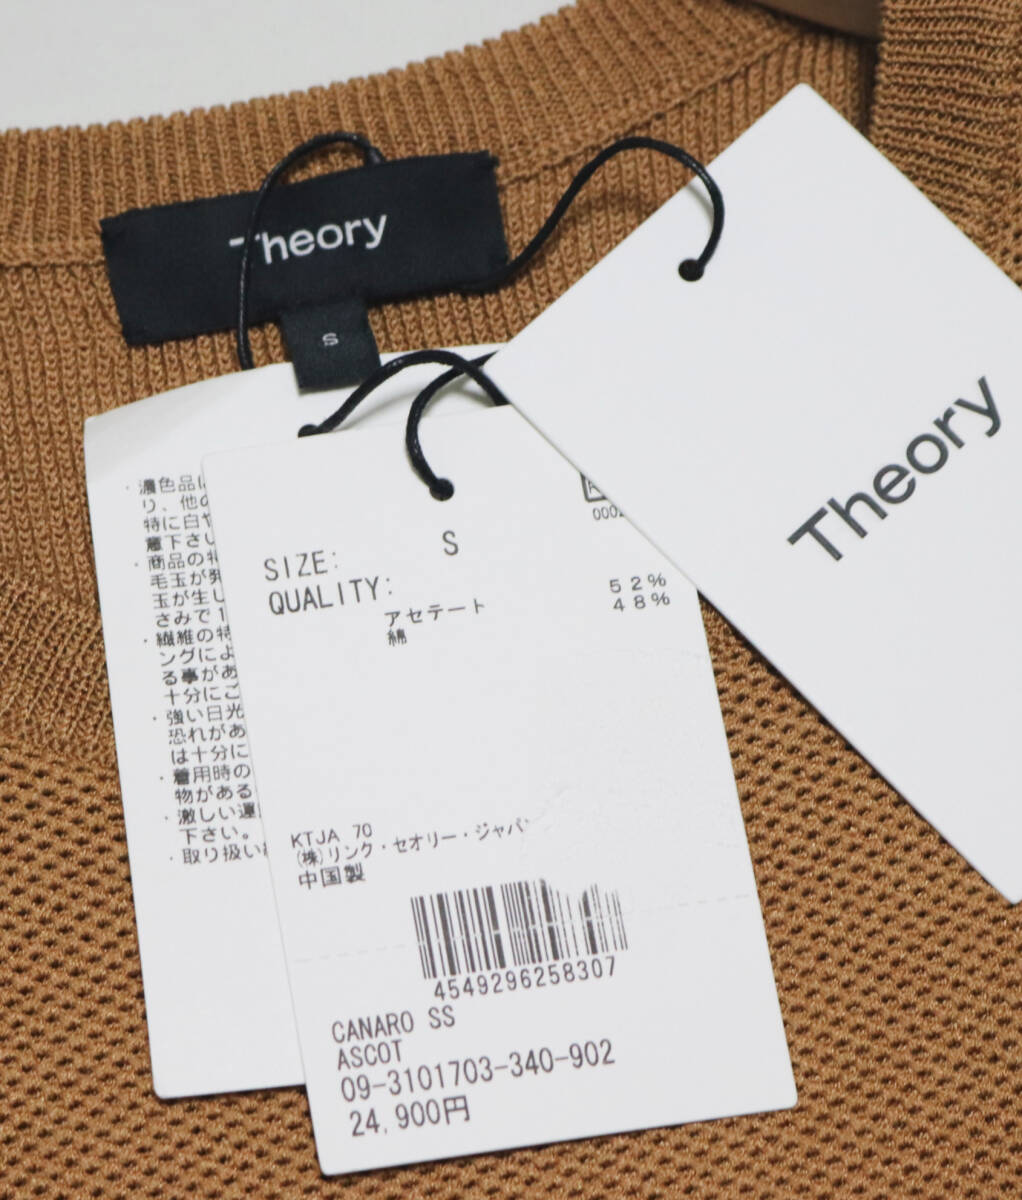 Theory
S
Theory
・濃色品に
り、他の
特に白や
意下さい
・商品の特
毛玉が発
玉が生し
さみで1
・繊維の特
ングによ
る事があ
十分にご
・強い日光
恐れがあ
は十分に
・着用時の
物がある
・激しい運
下さい。
・取り扱い
SIZE: S
QUALITY:
アセテート 52%
綿 48%
KTJA 70
(株)リンク・セオリー・ジャパン
中国製
4549296258307
CANARO SS
ASCOT
09-3101703-340-902
24,900円